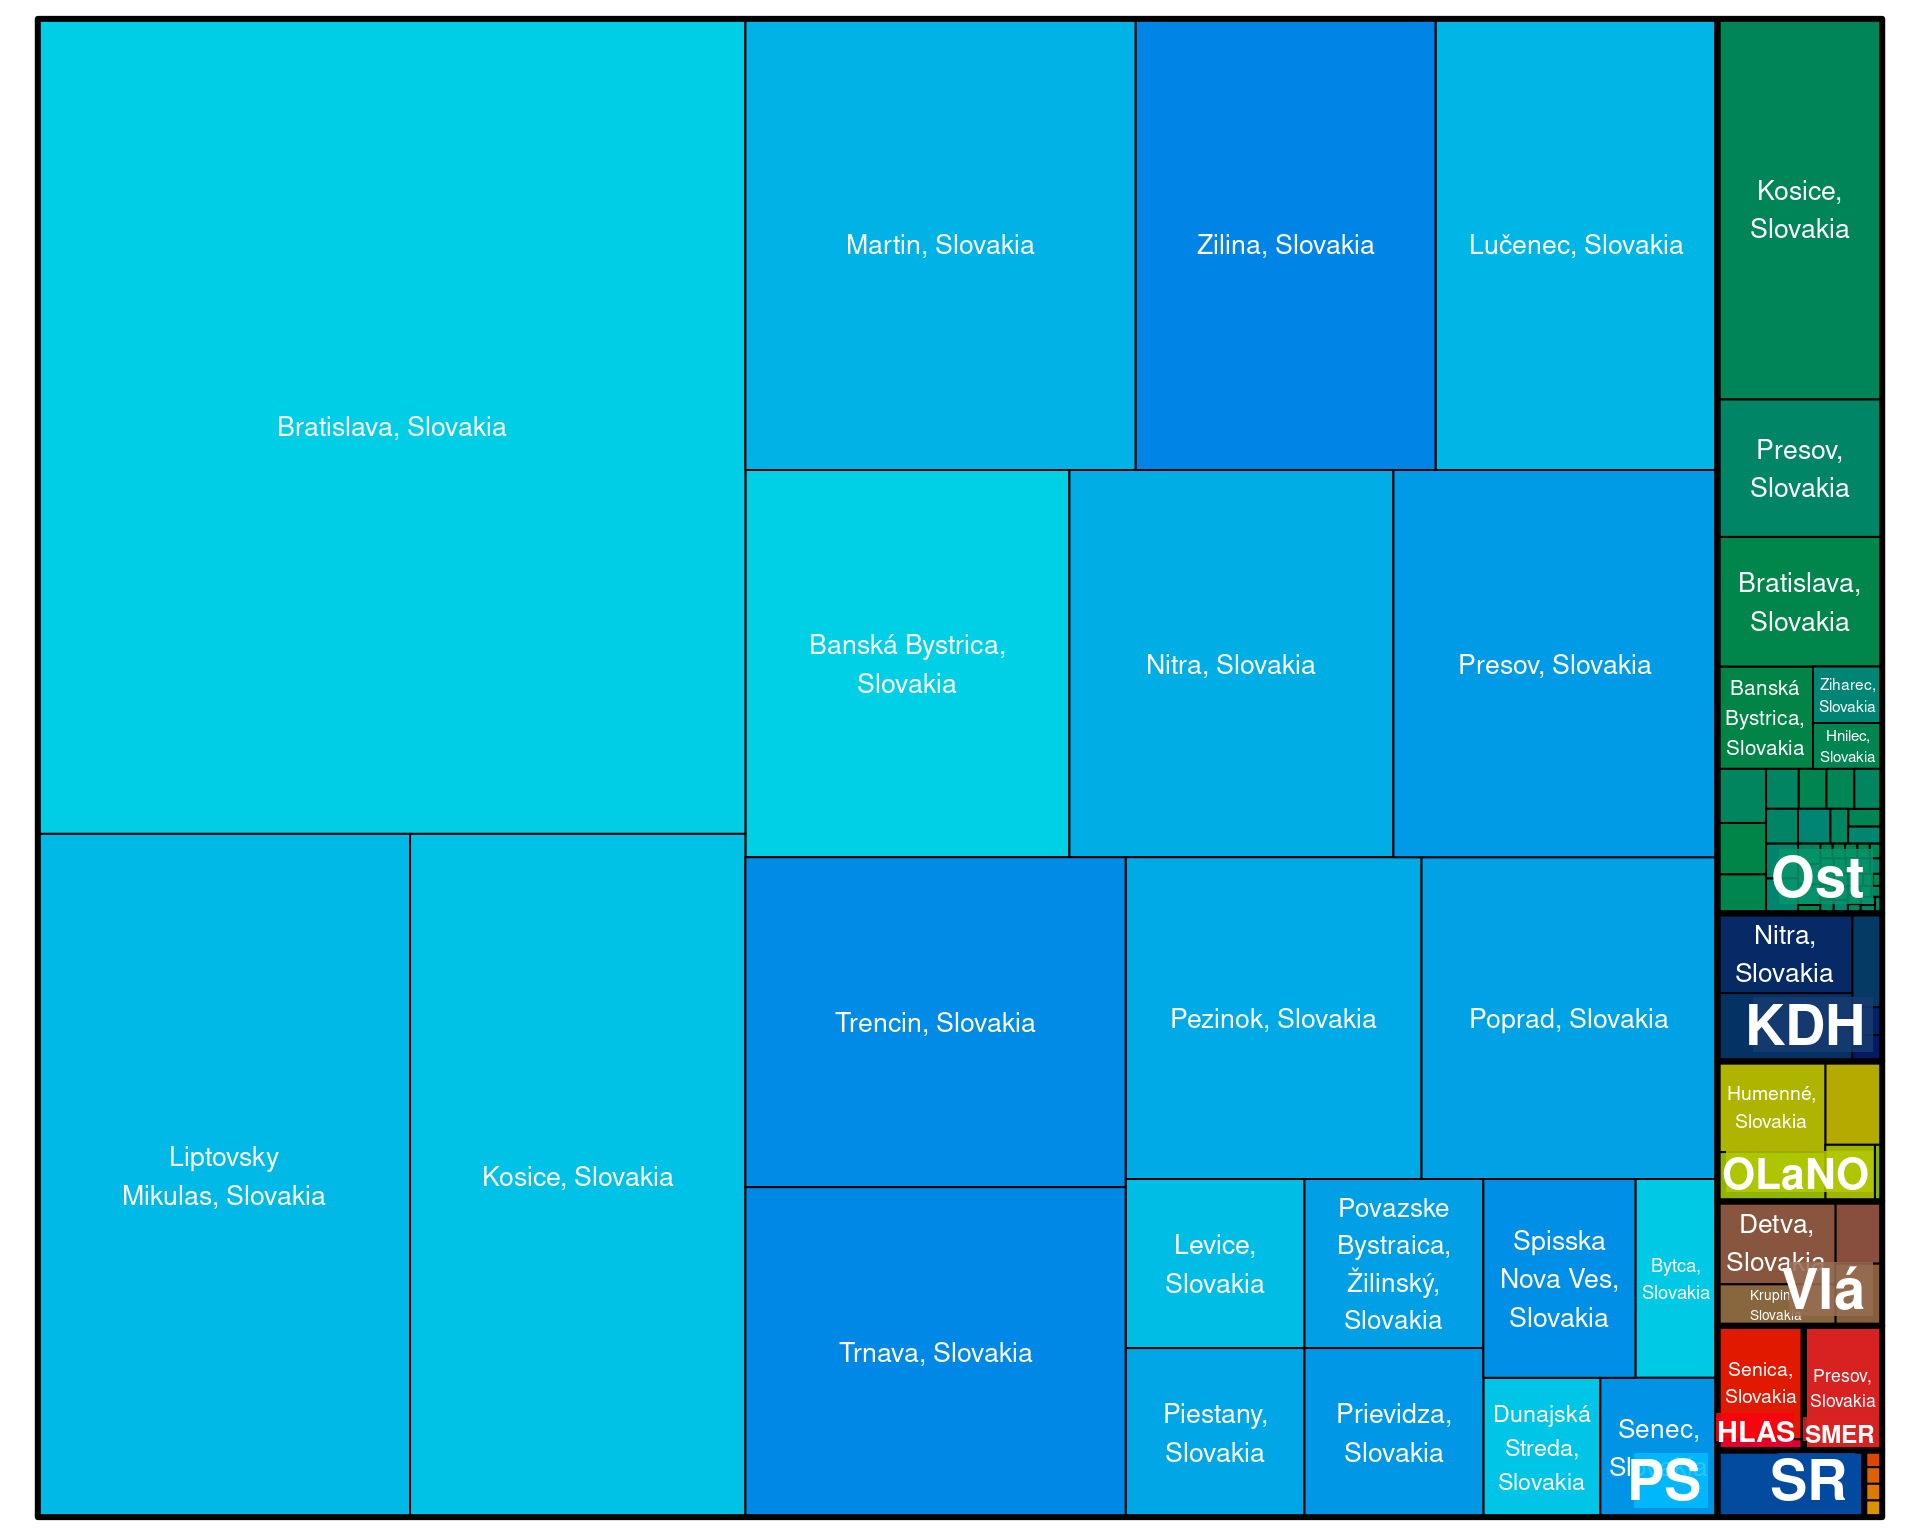 Bratislava, Slovakia
Martin, Slovakia
Zilina, Slovakia
Lučenec, Slovakia
Banská Bystrica,
Slovakia
Nitra, Slovakia
Presov, Slovakia
Liptovsky
Mikulas, Slovakia
Kosice, Slovakia
Trencin, Slovakia
Trnava, Slovakia
Pezinok, Slovakia
Poprad, Slovakia
Levice,
Slovakia
Povazske
Bystraica,
Žilinský,
Slovakia
Spisska
Nova Ves,
Slovakia
Bytca,
Slovakia
Piestany,
Slovakia
Prievidza,
Slovakia
Dunajská
Streda,
Slovakia
Senec,
Slovakia
PS
Kosice,
Slovakia
Presov,
Slovakia
Bratislava,
Slovakia
Banská
Bystrica,
Slovakia
Ziharec,
Slovakia
Hnilec,
Slovakia
Ost
Nitra,
Slovakia
KDH
Humenné,
Slovakia
OLaNO
Detva,
Slovakia
Slovakia
Vlá
Senica,
Slovakia
HLAS
Presov,
Slovakia
SMER
SR